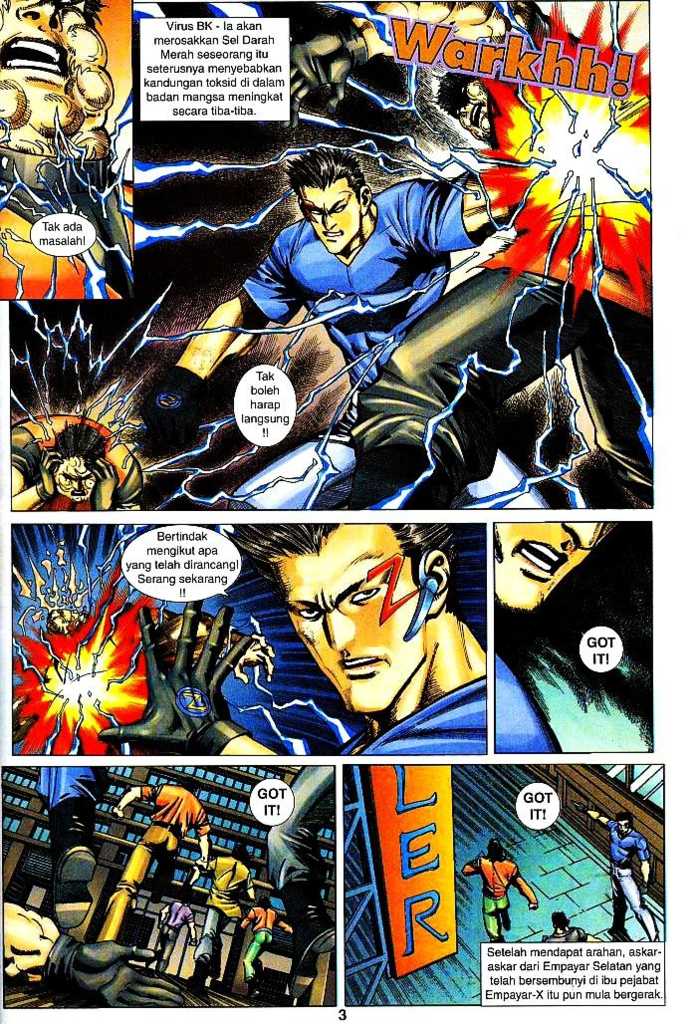 Virus BK - Ia akan
merosakkan Sel Darah
Merah seseorang itu
seterusnya menyebabkan
kandungan toksid di dalam
badan mangsa meningkat
secara tiba-tiba.
Warkhh!
Tak ada
masalah!
Tak
boleh
harap
langsung
!!
Bertindak
mengikut apa
yang telah dirancang!
Serang sekarang
!!
GOT
IT!
GOT
IT!
GOT
IT!
LER
Setelah mendapat arahan, askar-
askar dari Empayar Selatan yang
telah bersembunyi di ibu pejabat
Empayar-X itu pun mula bergerak.
3